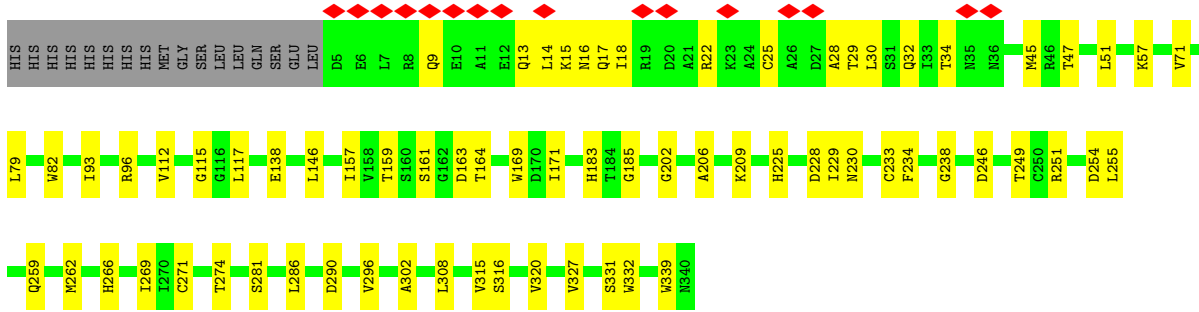 HIS HIS HIS HIS HIS HIS HIS HIS MET GLY SER LEU LEU GLN SER GLU LEU D5 E6 L7 R8 Q9 E10 A11 E12 Q13 L14 K15 N16 Q17 I18 R19 D20 A21 R22 K23 A24 C25 A26 D27 A28 T29 L30 S31 Q32 I33 T34 N35 N36 M45 R46 T47 L51 K57 V71
L79 W82 I93 R96 V112 G115 G116 L117 E138 L146 I157 V158 T159 S160 S161 G162 D163 T164 W169 D170 I171 H183 T184 G185 G202 A206 K209 H225 D228 I229 N230 C233 F234 G238 D246 T249 C250 R251 D254 L255
Q259 M262 H266 I269 I270 C271 T274 S281 L286 D290 V296 A302 L308 V315 S316 V320 V327 S331 W332 W339 N340